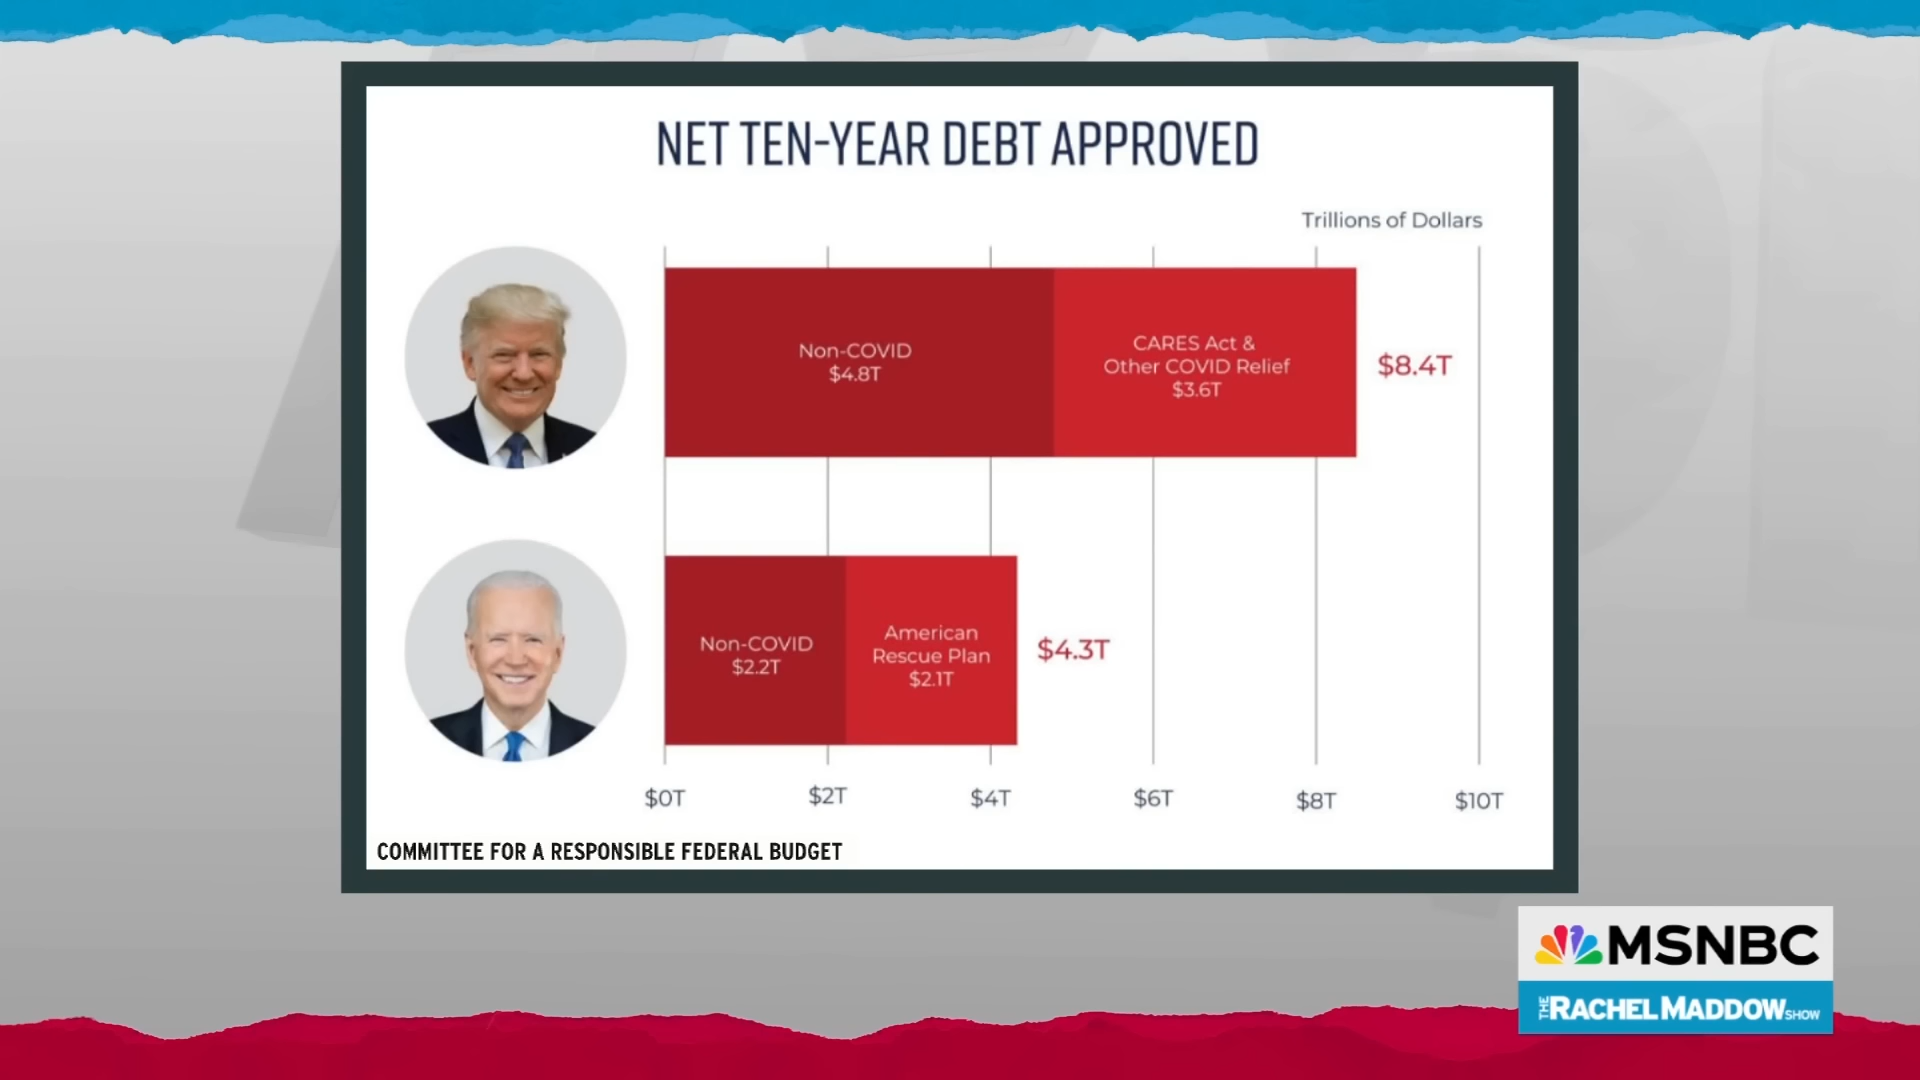 NET TEN-YEAR DEBT APPROVED
Trillions of Dollars
Non-COVID
$4.8T
CARES Act &
Other COVID Relief
$3.6T
$8.4T
Non-COVID
$2.2T
American
Rescue Plan
$2.1T
$4.3T
$0T
$2T
$4T
$6T
$8T
$10T
COMMITTEE FOR A RESPONSIBLE FEDERAL BUDGET
MSNBC
THE RACHEL MADDOW SHOW